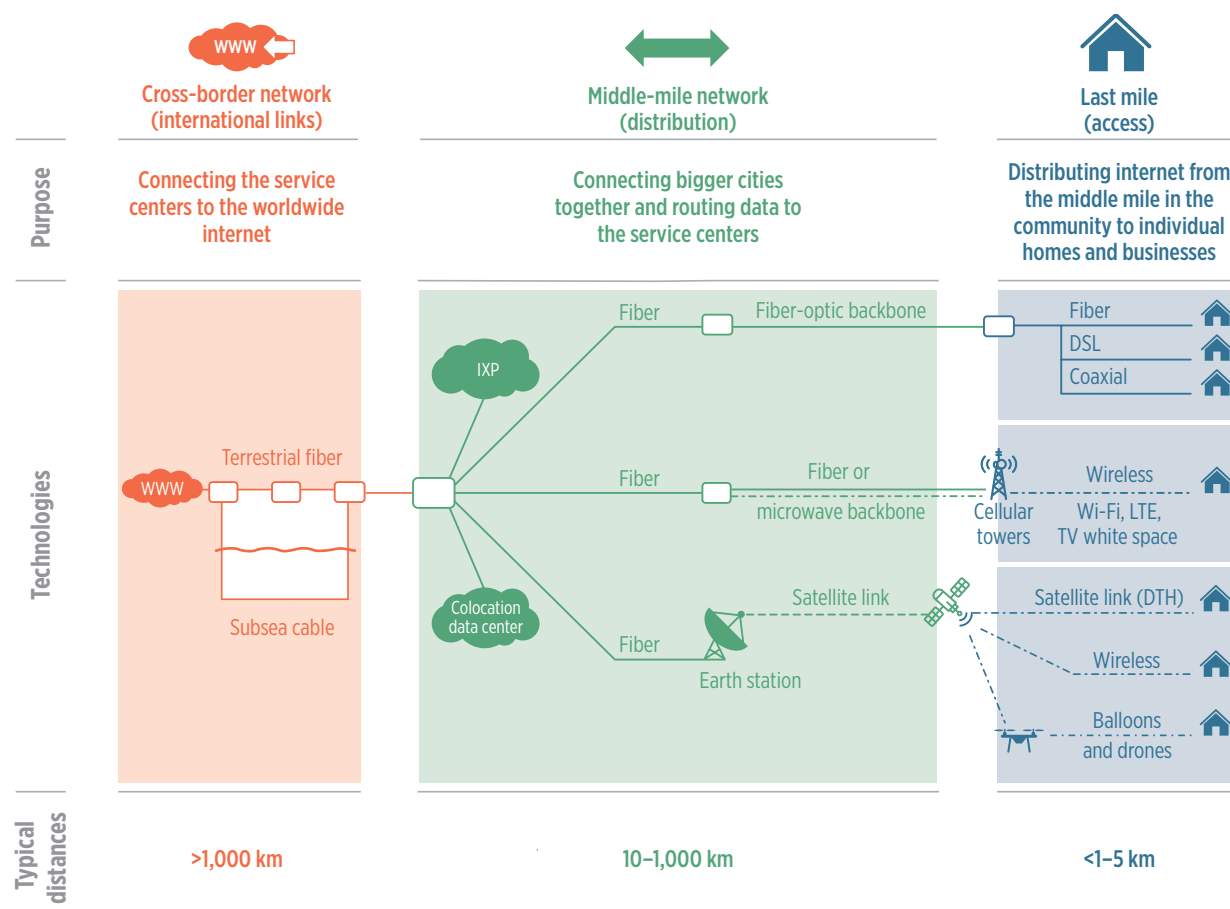 WWW
Cross-border network
(international links)
Middle-mile network
(distribution)
Last mile
(access)
Purpose
Connecting the service
centers to the worldwide
internet
Connecting bigger cities
together and routing data to
the service centers
Distributing internet from
the middle mile in the
community to individual
homes and businesses
Technologies
WWW
Terrestrial fiber
Subsea cable
IXP
Colocation
data center
Fiber
Fiber-optic backbone
Fiber
Fiber or
microwave backbone
Fiber
Earth station
Satellite link
Fiber
DSL
Coaxial
Cellular
towers
Wireless
Wi-Fi, LTE,
TV white space
Satellite link (DTH)
Wireless
Balloons
and drones
Typical
distances
>1,000 km
10–1,000 km
<1–5 km